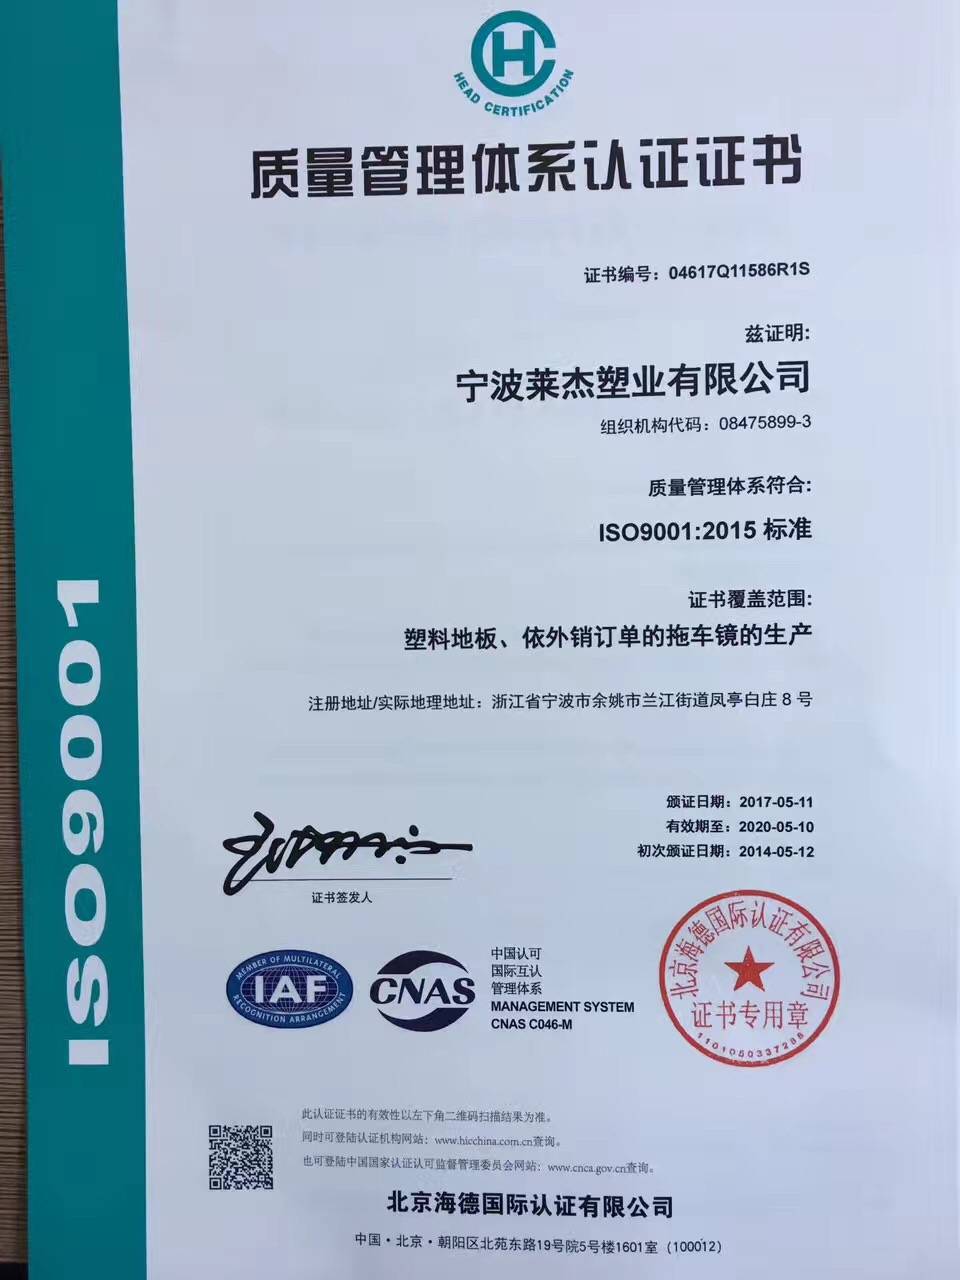 HEAD CERTIFICATION
质量管理体系认证证书
证书编号：04617Q11586R1S
兹证明:
宁波莱杰塑业有限公司
组织机构代码：08475899-3
质量管理体系符合:
ISO9001:2015 标准
证书覆盖范围:
塑料地板、依外销订单的拖车镜的生产
注册地址/实际地理地址：浙江省宁波市余姚市兰江街道凤亭白庄 8 号
颁证日期：2017-05-11
有效期至：2020-05-10
初次颁证日期：2014-05-12
证书签发人
ISO9001
MEMBER OF MULTILATERAL
IAF
RECOGNITION ARRANGEMENT
CNAS
中国认可
国际互认
管理体系
MANAGEMENT SYSTEM
CNAS C046-M
北京海德国际认证有限公司
证书专用章
1101050337288
此认证证书的有效性以左下角二维码扫描结果为准。
同时可登陆认证机构网站：www.hicchina.com.cn查询。
也可登陆中国国家认证认可监督管理委员会网站：www.cnca.gov.cn查询。
北京海德国际认证有限公司
中国·北京·朝阳区北苑东路19号院5号楼1601室（100012）